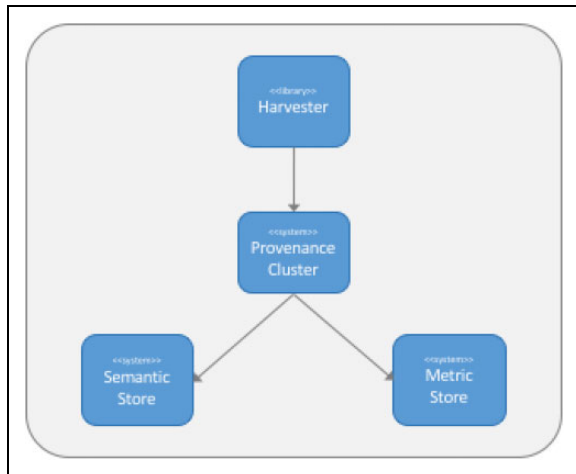 <<library>>
Harvester
<<system>>
Provenance
Cluster
<<system>>
Semantic
Store
<<system>>
Metric
Store